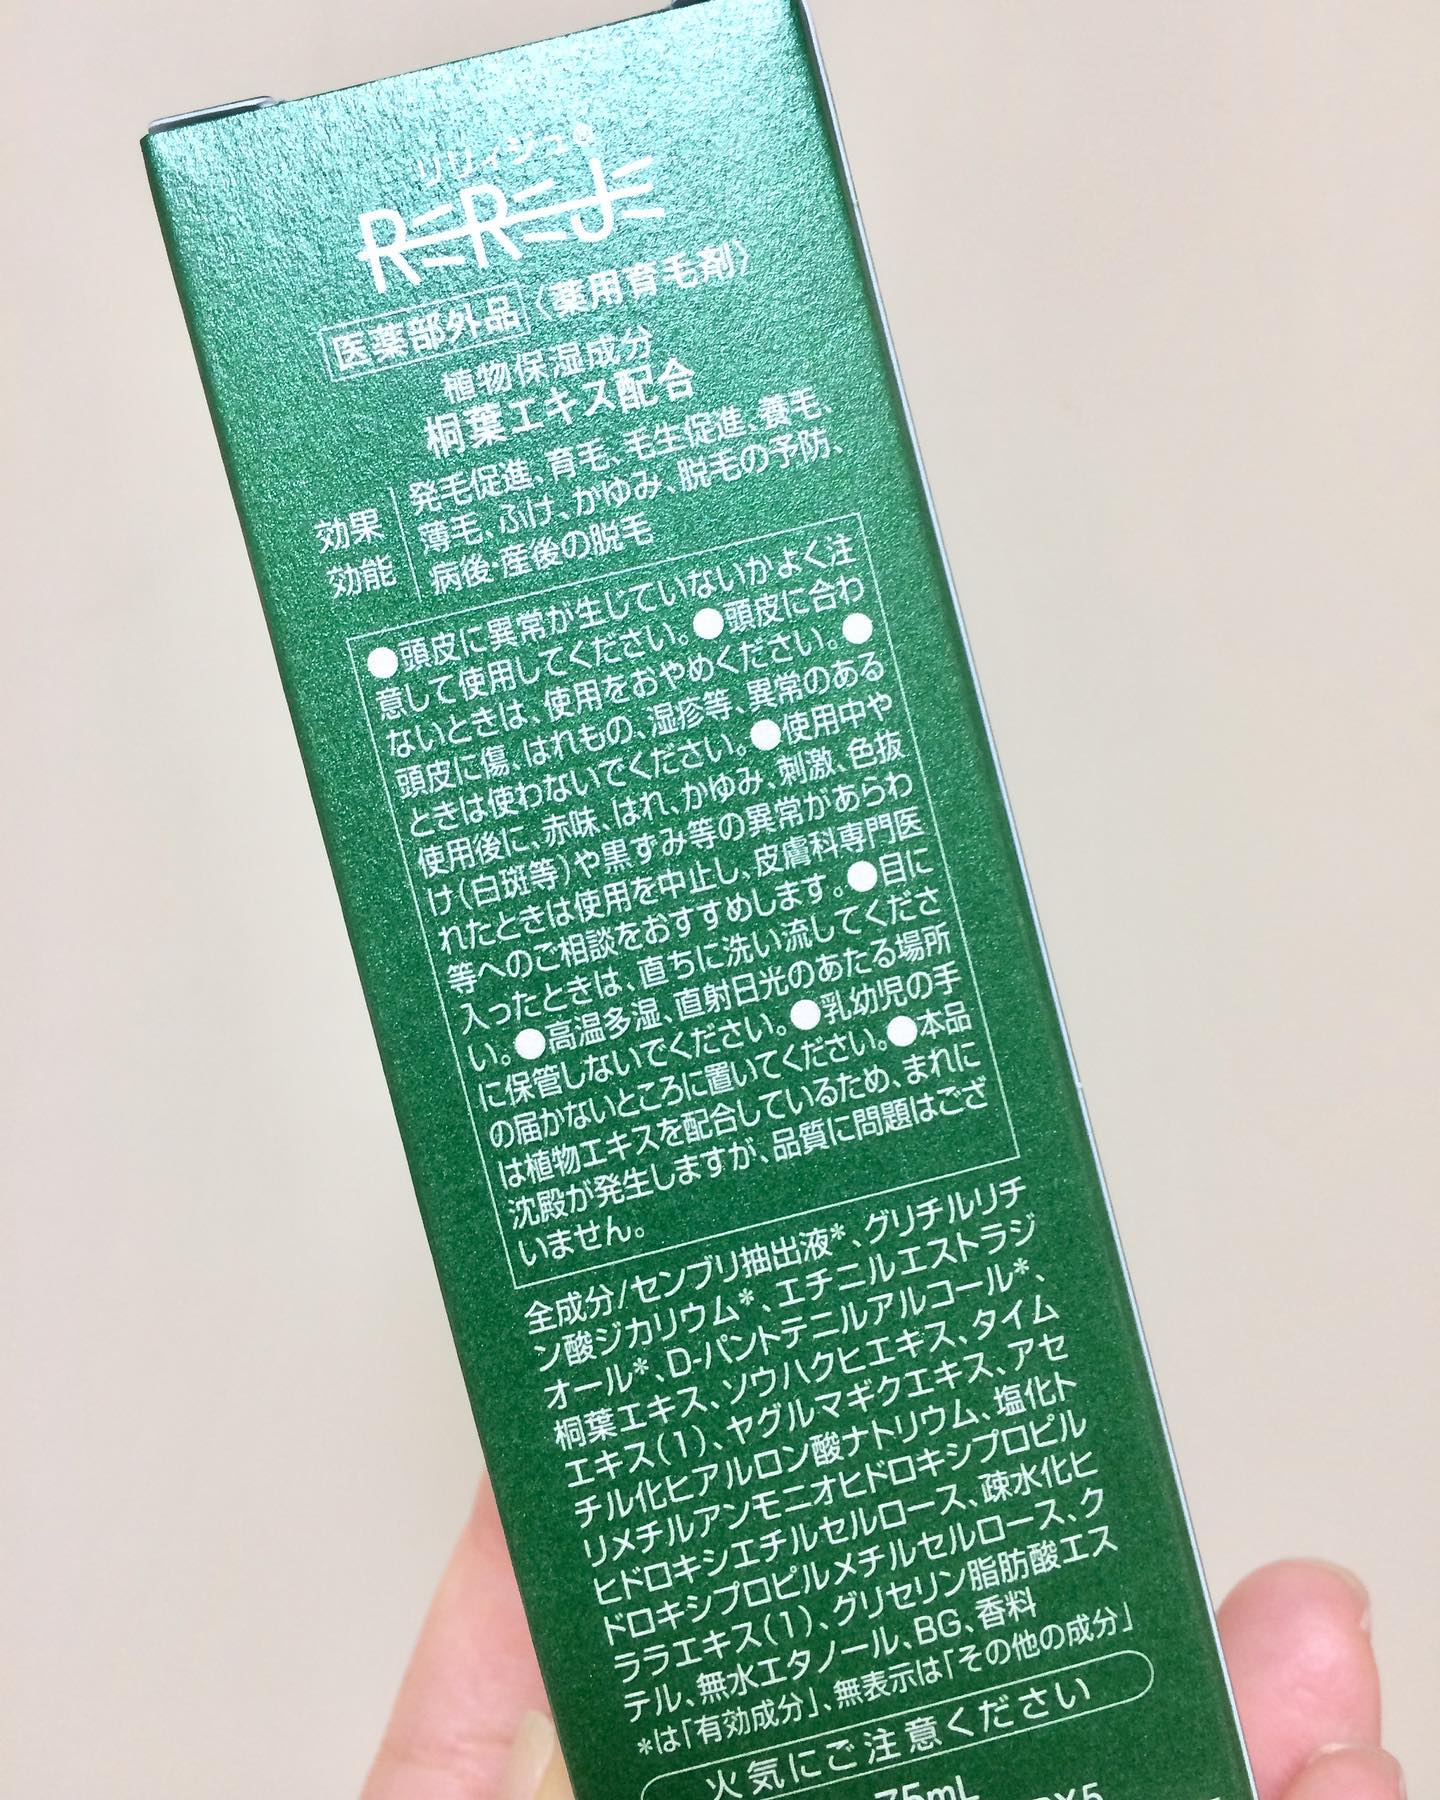 リリィジュ
RiRiJE
医薬部外品〈薬用育毛剤〉
植物保湿成分
桐葉エキス配合
効果
効能
発毛促進、育毛、毛生促進、養毛、
薄毛、ふけ、かゆみ、脱毛の予防、
病後・産後の脱毛
●頭皮に異常が生じていないかよく注
意して使用してください。●頭皮に合わ
ないときは、使用をおやめください。●
頭皮に傷、はれもの、湿疹等、異常のある
ときは使わないでください。●使用中や
使用後に、赤味、はれ、かゆみ、刺激、色抜
け(白斑等)や黒ずみ等の異常があらわ
れたときは使用を中止し、皮膚科専門医
等へのご相談をおすすめします。●目に
入ったときは、直ちに洗い流してくださ
い。●高温多湿、直射日光のあたる場所
に保管しないでください。●乳幼児の手
の届かないところに置いてください。●本品
は植物エキスを配合しているため、まれに
沈殿が発生しますが、品質に問題はござ
いません。
全成分/センブリ抽出液*、グリチルリチ
ン酸ジカリウム*、エチニルエストラジ
オール*、D-パントテニルアルコール*、
桐葉エキス、ソウハクヒエキス、タイム
エキス(1)、ヤグルマギクエキス、アセ
チル化ヒアルロン酸ナトリウム、塩化ト
リメチルアンモニオヒドロキシプロピル
ヒドロキシエチルセルロース、疎水化ヒ
ドロキシプロピルメチルセルロース、ク
ララエキス(1)、グリセリン脂肪酸エス
テル、無水エタノール、BG、香料
*は「有効成分」、無表示は「その他の成分」
火気にご注意ください
75mL